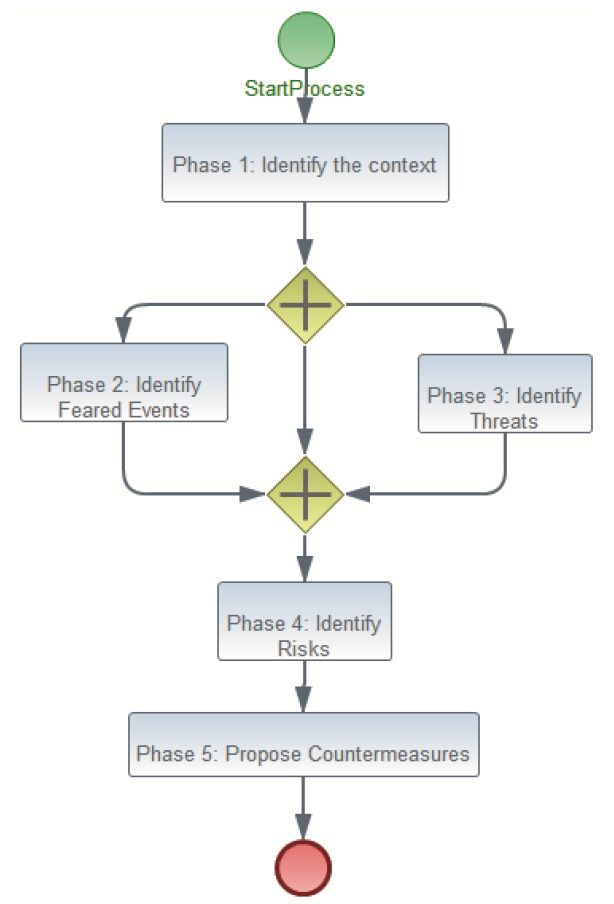 StartProcess
Phase 1: Identify the context
Phase 2: Identify
Feared Events
Phase 3: Identify
Threats
Phase 4: Identify
Risks
Phase 5: Propose Countermeasures